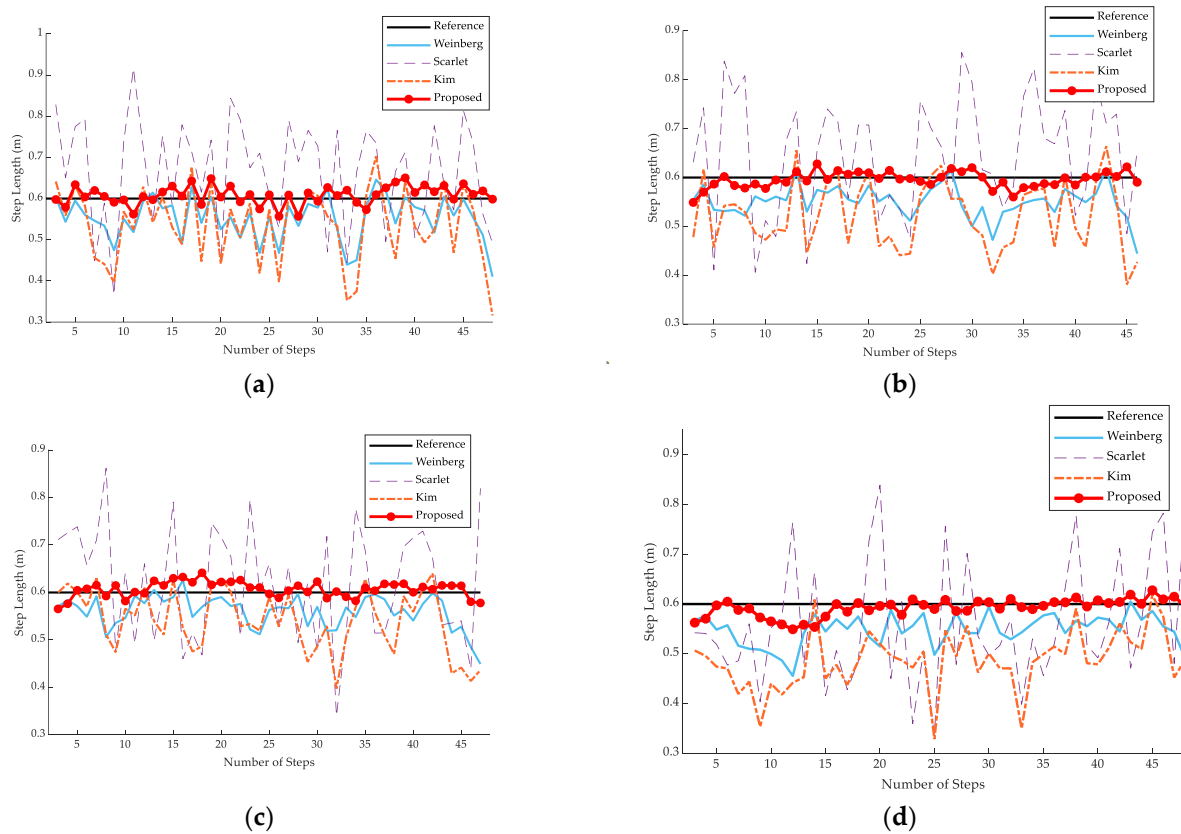 Reference
Weinberg
Scarlet
Kim
Proposed
Step Length (m)
1
0.9
0.8
0.7
0.6
0.5
0.4
0.3
5 10 15 20 25 30 35 40 45
Number of Steps
(a)
Reference
Weinberg
Scarlet
Kim
Proposed
Step Length (m)
0.9
0.8
0.7
0.6
0.5
0.4
0.3
5 10 15 20 25 30 35 40 45
Number of Steps
(b)
Reference
Weinberg
Scarlet
Kim
Proposed
Step Length (m)
0.9
0.8
0.7
0.6
0.5
0.4
0.3
5 10 15 20 25 30 35 40 45
Number of Steps
(c)
Reference
Weinberg
Scarlet
Kim
Proposed
Step Length (m)
0.9
0.8
0.7
0.6
0.5
0.4
0.3
5 10 15 20 25 30 35 40 45
Number of Steps
(d)